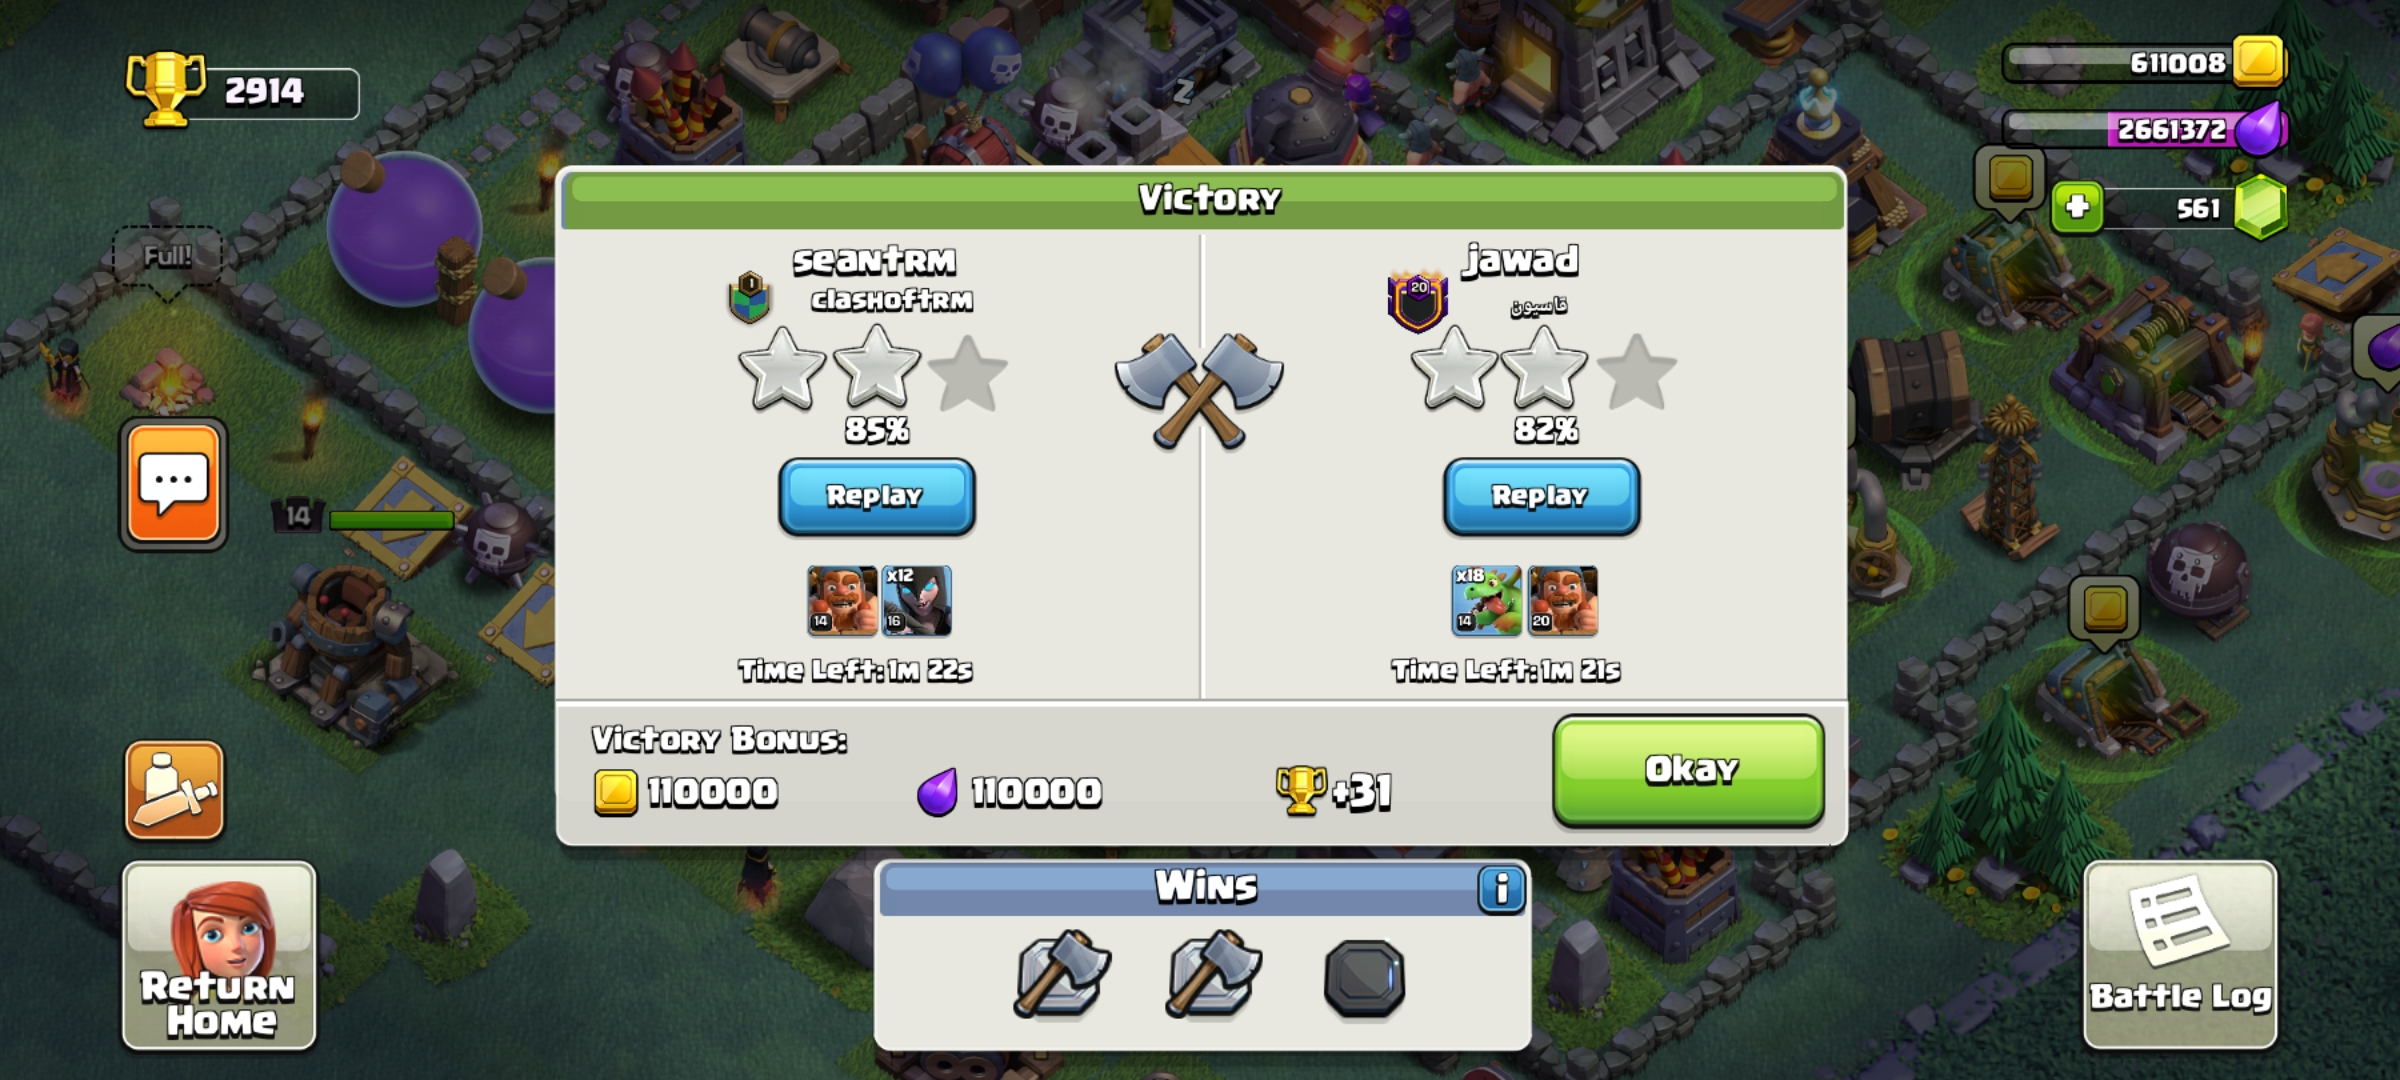 2914
611008
2661372
561
Full!
Victory
seantrm
clashoftrm
1
85%
Replay
x12
14
16
Time Left:1m 22s
jawad
قاسيون
20
82%
Replay
x18
14
20
Time Left:1m 21s
14
z
Victory Bonus:
110000
110000
+31
Okay
Wins
i
Return
Home
Battle Log